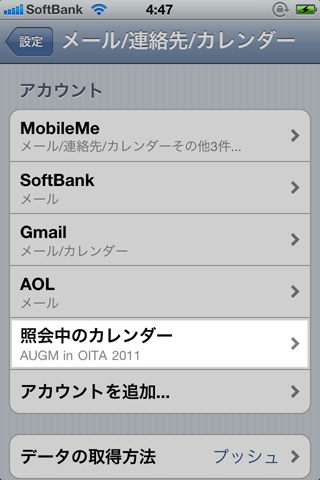 SoftBank 4:47
設定 メール/連絡先/カレンダー
アカウント
MobileMe
メール/連絡先/カレンダーその他3件...
SoftBank
メール
Gmail
メール/カレンダー
AOL
メール
照会中のカレンダー
AUGM in OITA 2011
アカウントを追加...
データの取得方法 プッシュ